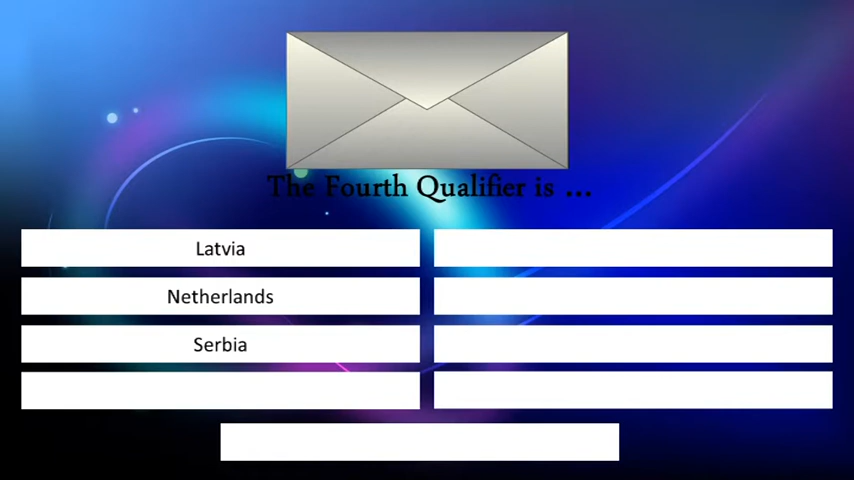 The Fourth Qualifier is ...
Latvia
Netherlands
Serbia